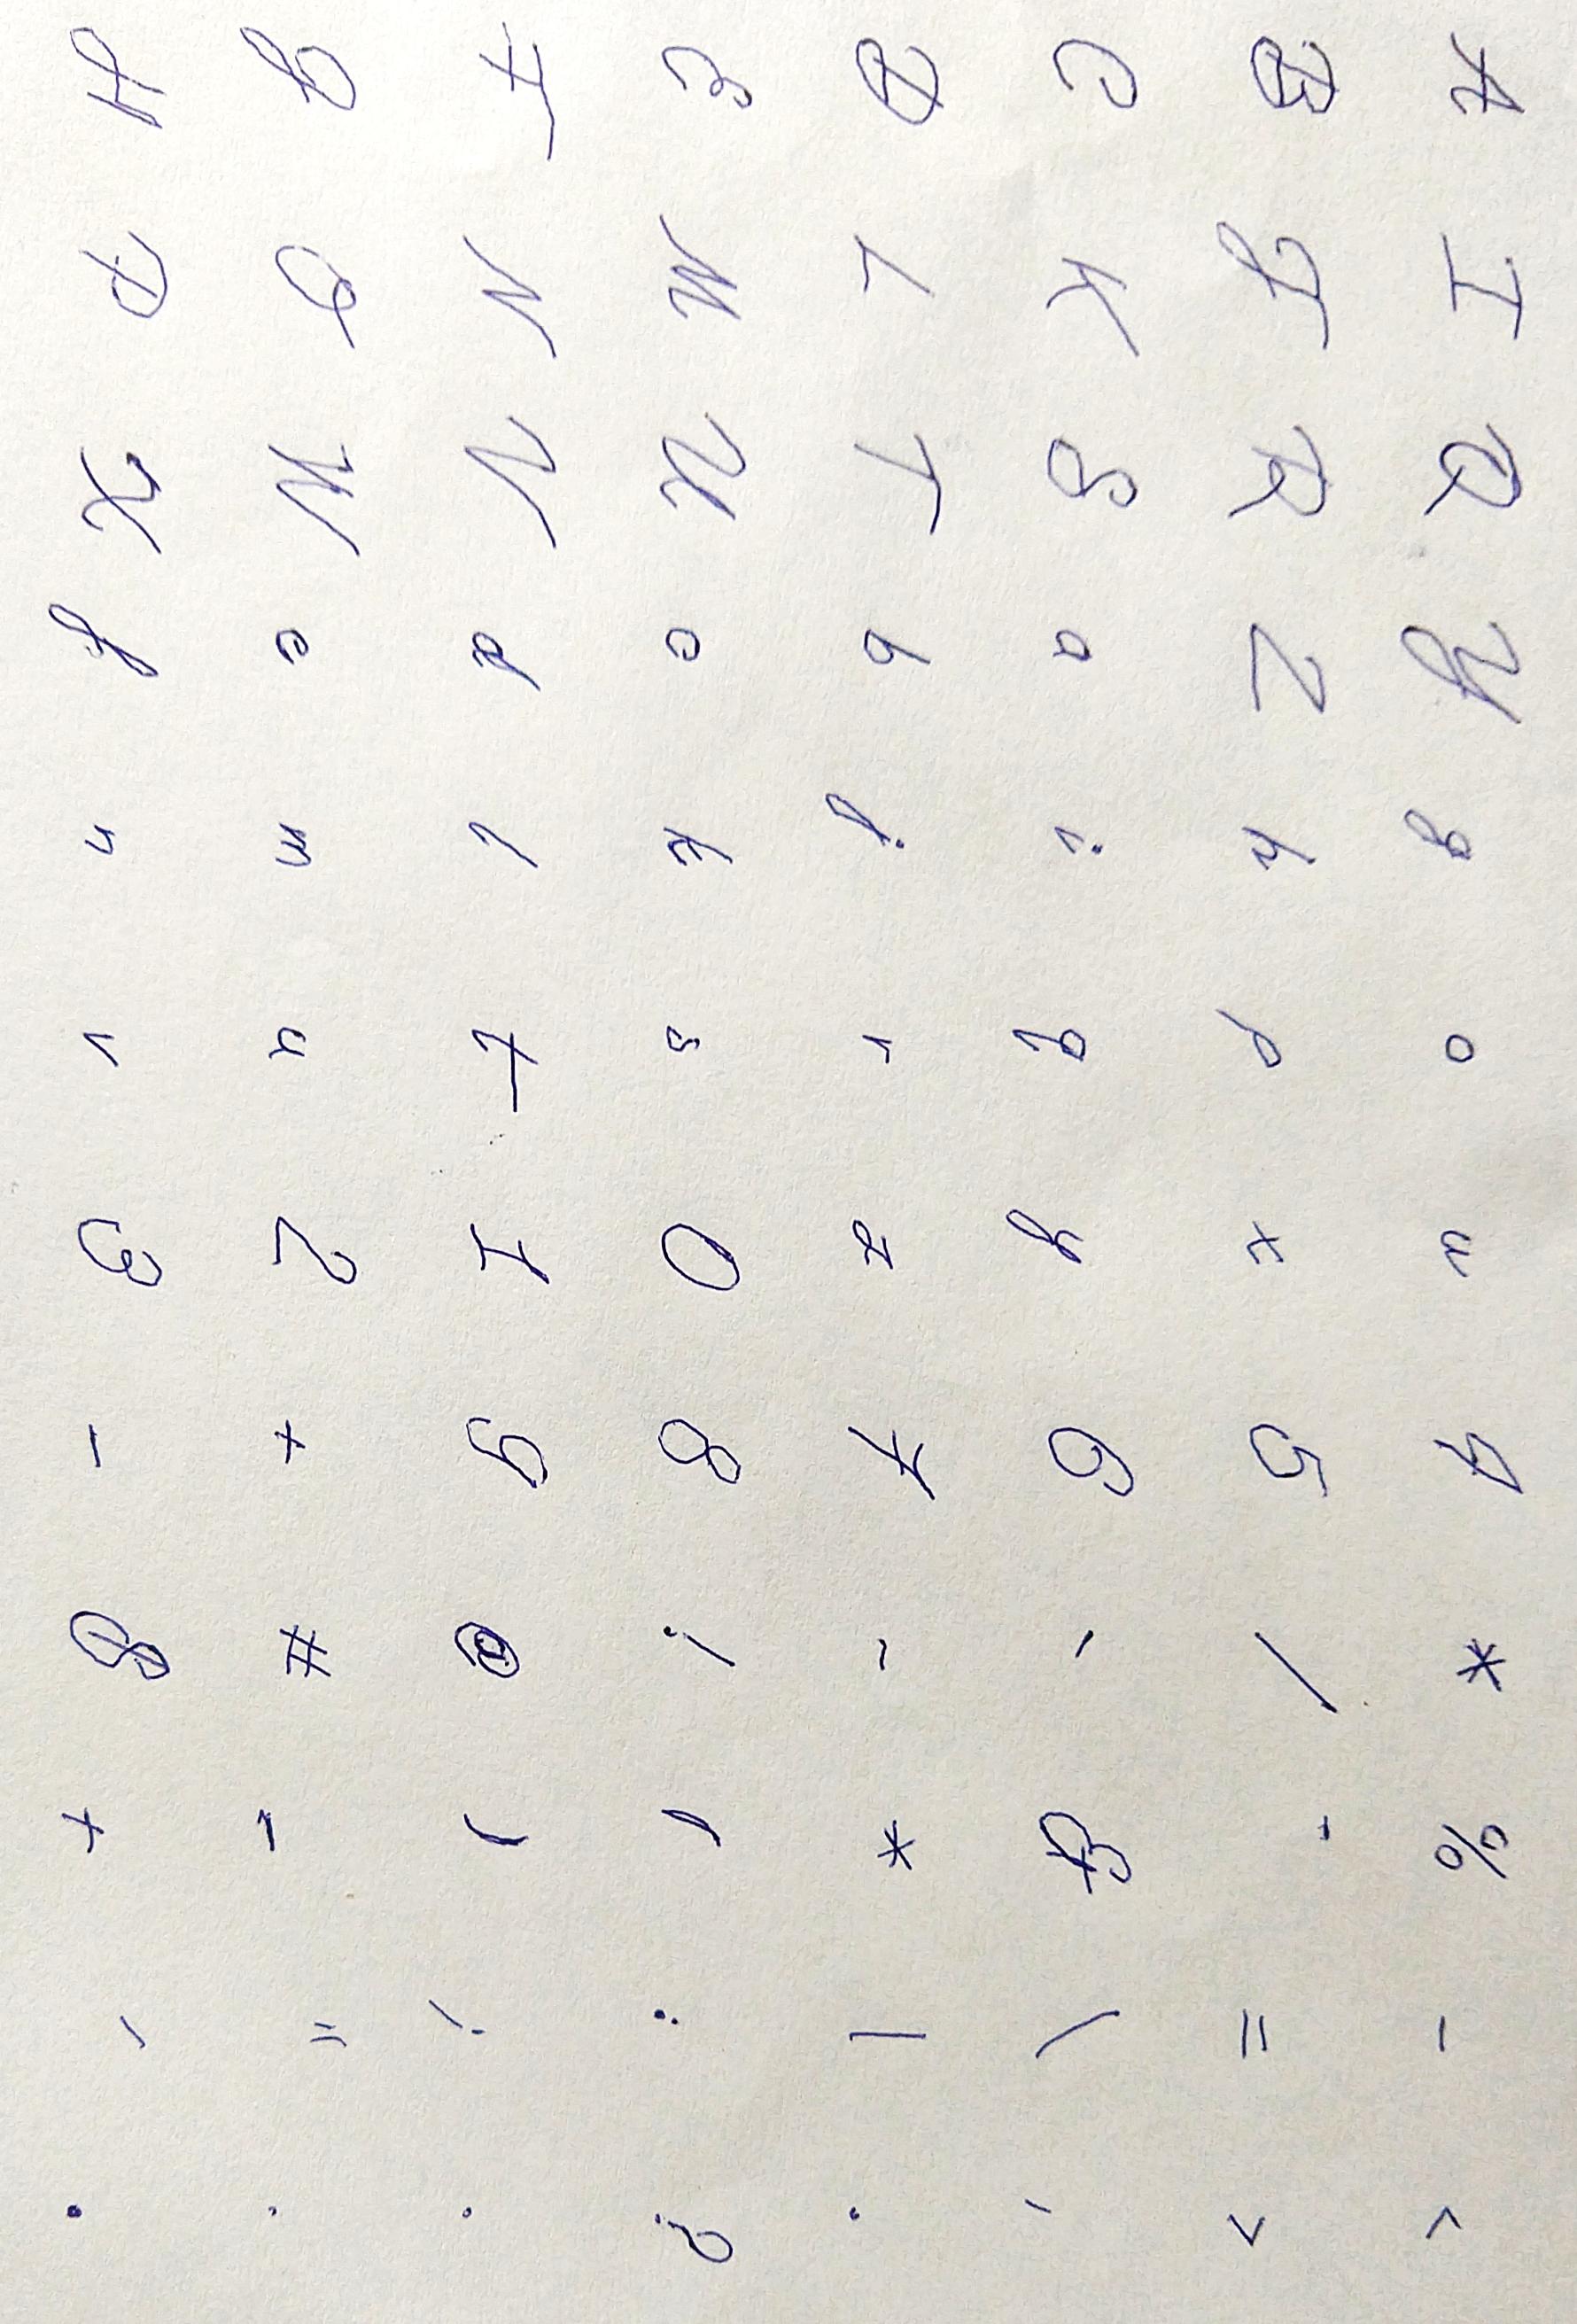 A B C D E F G H
I J K L M N O P
Q R S T U V W X
Y Z a b c d e f
g h i j k l m n
o p q r s t u v
w x y z 0 1 2 3
4 5 6 7 8 9 + -
* / ! @ # $
% & * ( ) - +
: ; =
< > , . ?